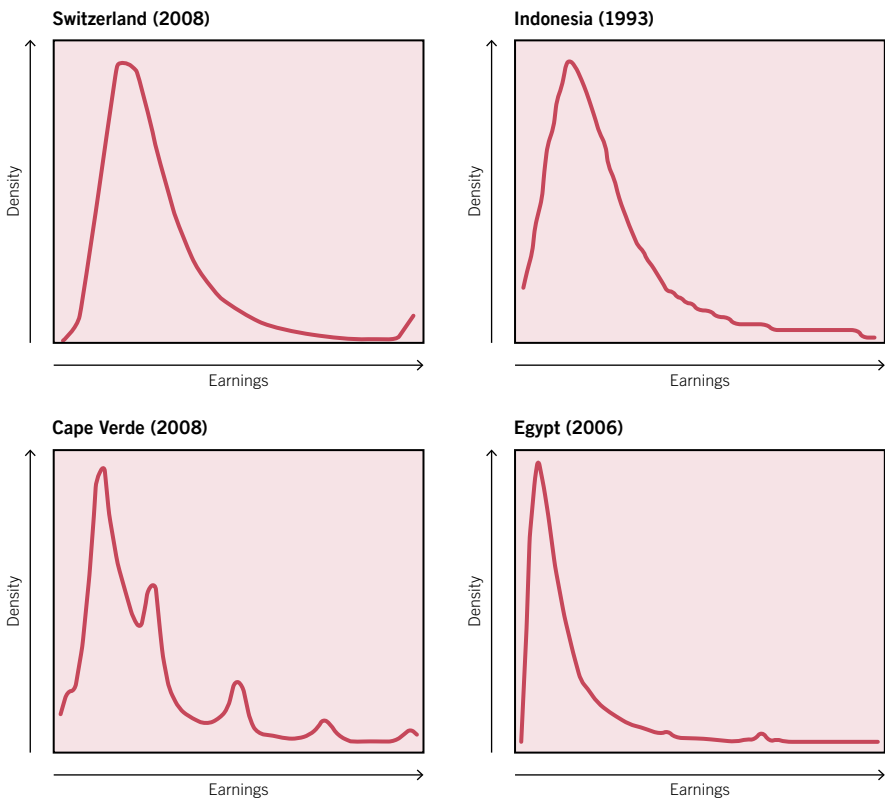 Switzerland (2008)
Density
Earnings
Indonesia (1993)
Density
Earnings
Cape Verde (2008)
Density
Earnings
Egypt (2006)
Density
Earnings